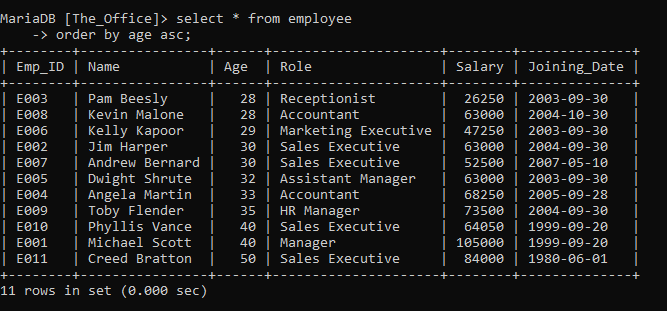 MariaDB [The_Office]> select * from employee
    -> order by age asc;
+--------+----------------+------+---------------------+--------+--------------+
| Emp_ID | Name           | Age  | Role                | Salary | Joining_Date |
+--------+----------------+------+---------------------+--------+--------------+
| E003   | Pam Beesly     |   28 | Receptionist        |  26250 | 2003-09-30   |
| E008   | Kevin Malone   |   28 | Accountant          |  63000 | 2004-10-30   |
| E006   | Kelly Kapoor   |   29 | Marketing Executive |  47250 | 2003-09-30   |
| E002   | Jim Harper     |   30 | Sales Executive     |  63000 | 2004-09-30   |
| E007   | Andrew Bernard |   30 | Sales Executive     |  52500 | 2007-05-10   |
| E005   | Dwight Shrute  |   32 | Assistant Manager   |  63000 | 2003-09-30   |
| E004   | Angela Martin  |   33 | Accountant          |  68250 | 2005-09-28   |
| E009   | Toby Flender   |   35 | HR Manager          |  73500 | 2004-09-30   |
| E010   | Phyllis Vance  |   40 | Sales Executive     |  64050 | 1999-09-20   |
| E001   | Michael Scott  |   40 | Manager             | 105000 | 1999-09-20   |
| E011   | Creed Bratton  |   50 | Sales Executive     |  84000 | 1980-06-01   |
+--------+----------------+------+---------------------+--------+--------------+
11 rows in set (0.000 sec)